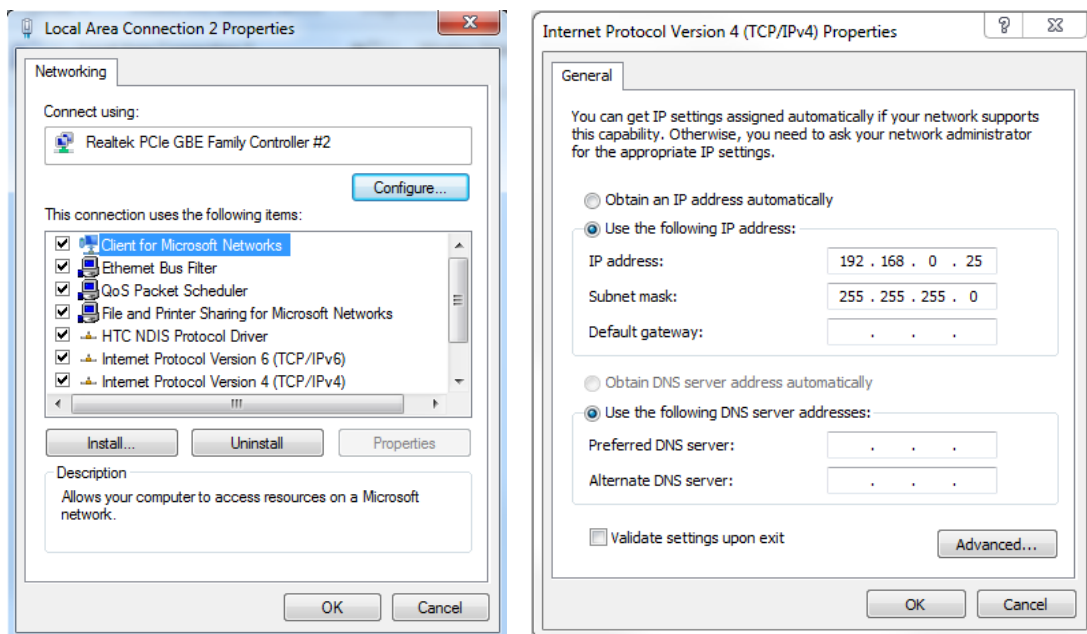 Local Area Connection 2 Properties
Networking
Connect using:
Realtek PCIe GBE Family Controller #2
Configure...
This connection uses the following items:
Client for Microsoft Networks
Ethernet Bus Filter
QoS Packet Scheduler
File and Printer Sharing for Microsoft Networks
HTC NDIS Protocol Driver
Internet Protocol Version 6 (TCP/IPv6)
Internet Protocol Version 4 (TCP/IPv4)
Install...
Uninstall
Properties
Description
Allows your computer to access resources on a Microsoft
network.
OK
Cancel
Internet Protocol Version 4 (TCP/IPv4) Properties
General
You can get IP settings assigned automatically if your network supports
this capability. Otherwise, you need to ask your network administrator
for the appropriate IP settings.
Obtain an IP address automatically
Use the following IP address:
IP address: 192 . 168 . 0 . 25
Subnet mask: 255 . 255 . 255 . 0
Default gateway: . . .
Obtain DNS server address automatically
Use the following DNS server addresses:
Preferred DNS server: . . .
Alternate DNS server: . . .
Validate settings upon exit
Advanced...
OK
Cancel